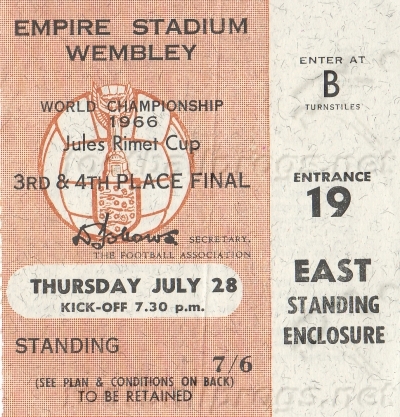 EMPIRE STADIUM
WEMBLEY
WORLD CHAMPIONSHIP
1966
Jules Rimet Cup
3RD & 4TH PLACE FINAL
SECRETARY,
THE FOOTBALL ASSOCIATION
THURSDAY JULY 28
KICK-OFF 7.30 p.m.
STANDING
7/6
(SEE PLAN & CONDITIONS ON BACK)
TO BE RETAINED
ENTER AT
B
TURNSTILES
ENTRANCE
19
EAST
STANDING
ENCLOSURE